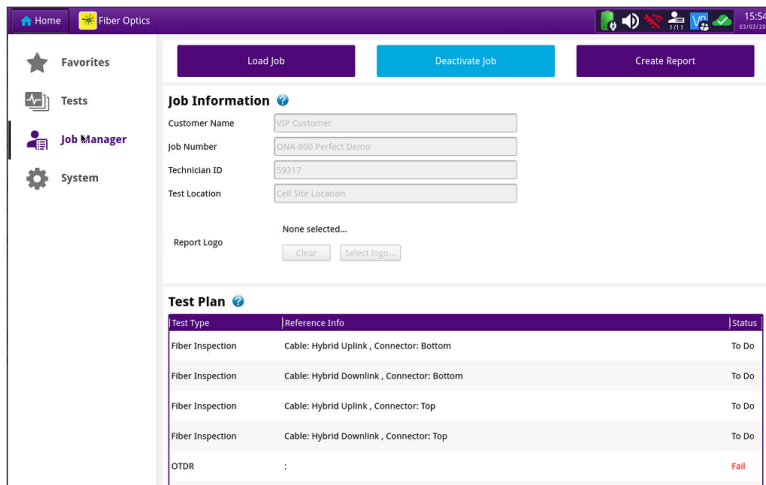 Home
Fiber Optics
1/11
15:54
Favorites
Tests
Job Manager
System
Load Job
Deactivate Job
Create Report
Job Information
Customer Name
VIP Customer
Job Number
ONA-800 Perfect Demo
Technician ID
59317
Test Location
Cell Site Location
Report Logo
None selected...
Clear
Select logo...
Test Plan
Test Type Reference Info Status
Fiber Inspection Cable: Hybrid Uplink , Connector: Bottom To Do
Fiber Inspection Cable: Hybrid Downlink , Connector: Bottom To Do
Fiber Inspection Cable: Hybrid Uplink , Connector: Top To Do
Fiber Inspection Cable: Hybrid Downlink , Connector: Top To Do
OTDR : Fail